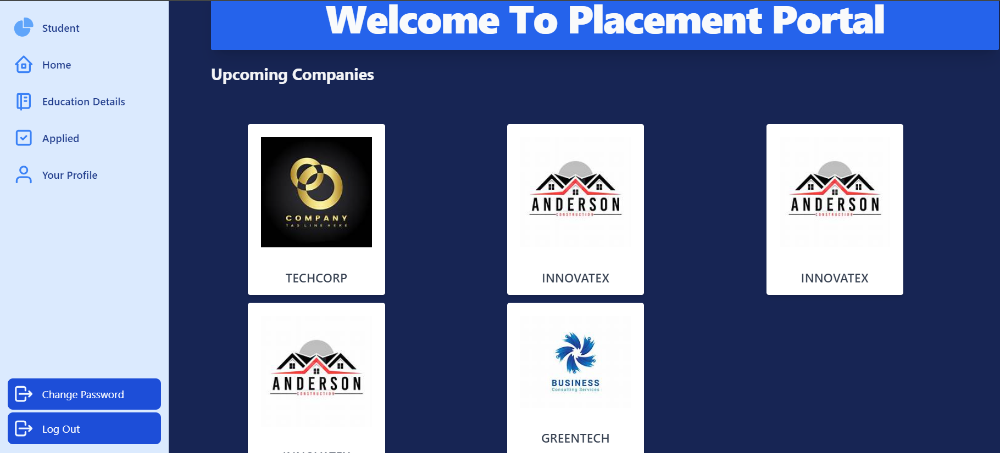 Student
Home
Education Details
Applied
Your Profile
Change Password
Log Out
Welcome To Placement Portal
Upcoming Companies
COMPANY
TAG LINE HERE
TECHCORP
ANDERSON
CONSTRUCTION
INNOVATEX
ANDERSON
CONSTRUCTION
INNOVATEX
ANDERSON
CONSTRUCTION
BUSINESS
Consulting Services
GREENTECH